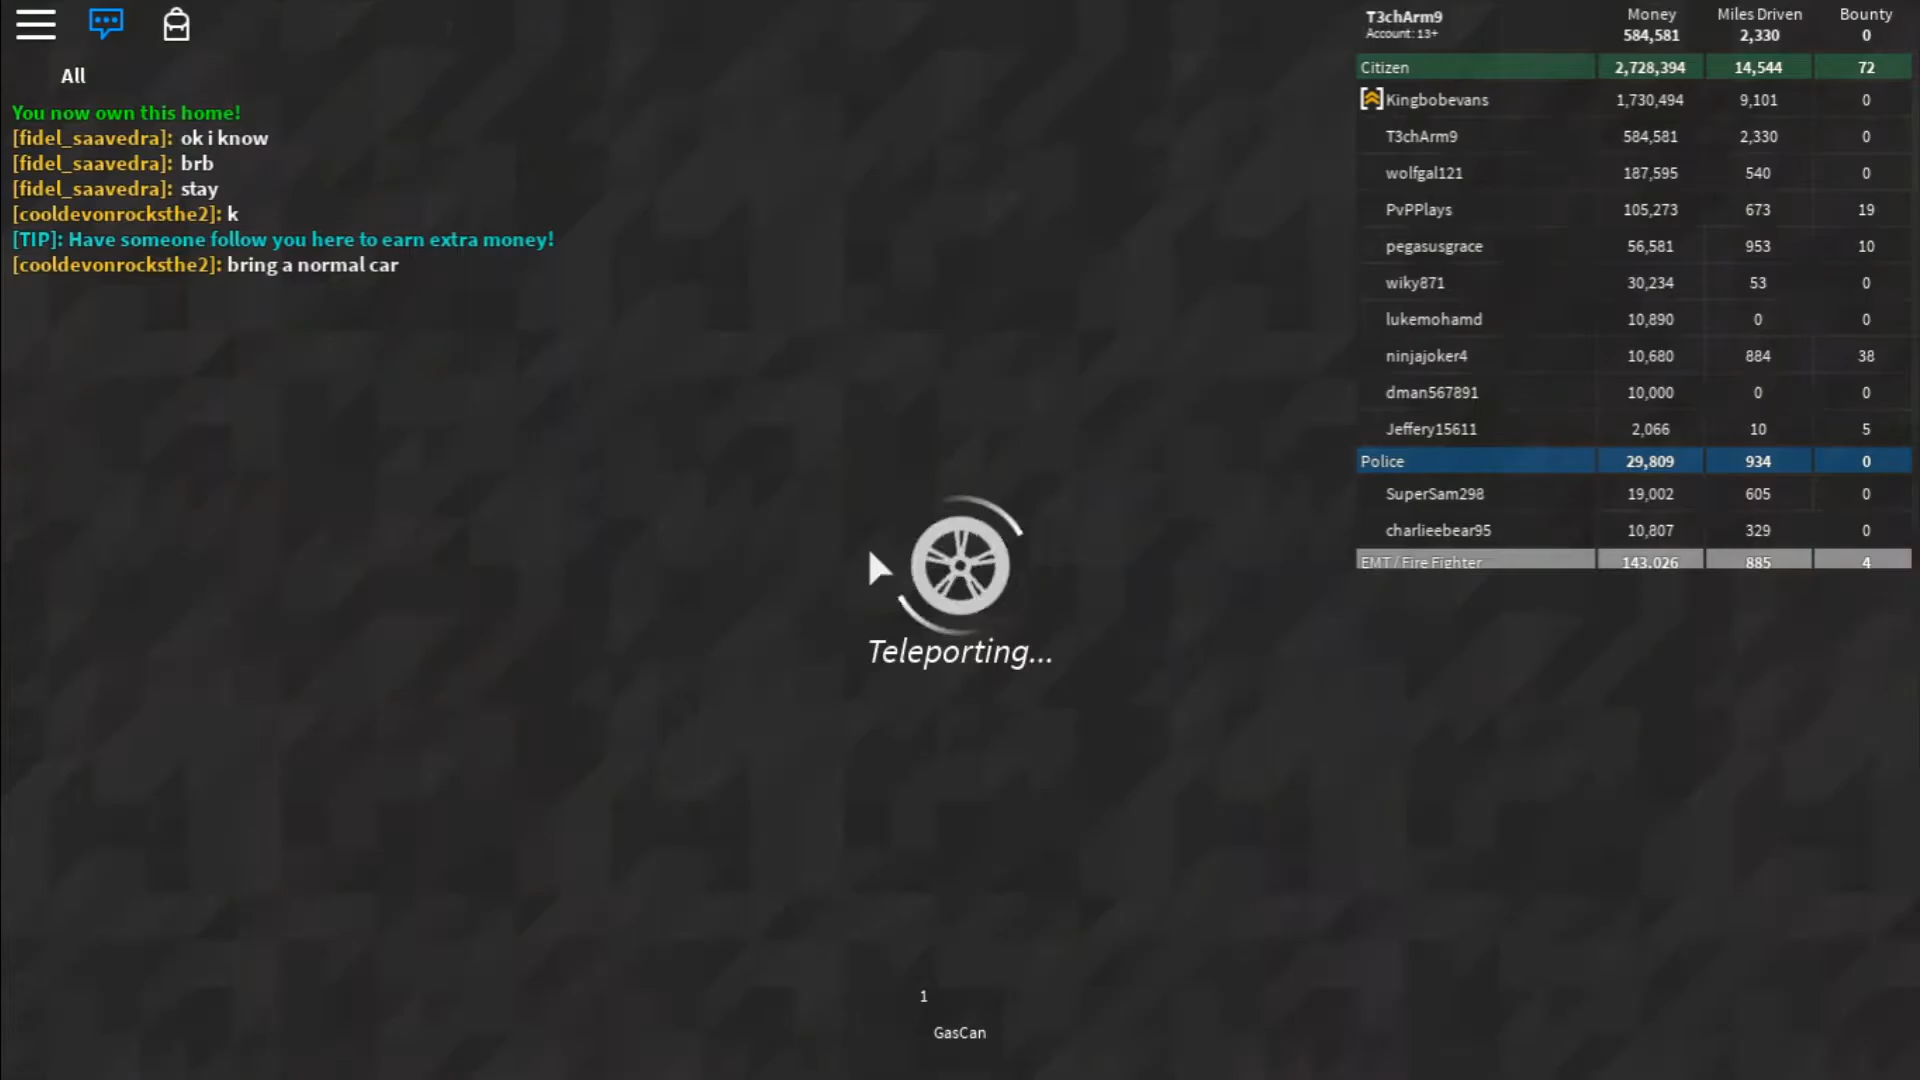 T3chArm9 Money Miles Driven Bounty
Account: 13+ 584,581 2,330 0
All
You now own this home!
[fidel_saavedra]: ok i know
[fidel_saavedra]: brb
[fidel_saavedra]: stay
[cooldevonrocksthe2]: k
[TIP]: Have someone follow you here to earn extra money!
[cooldevonrocksthe2]: bring a normal car
Citizen 2,728,394 14,544 72
Kingbobevans 1,730,494 9,101 0
T3chArm9 584,581 2,330 0
wolfgal121 187,595 540 0
PvPPlays 105,273 673 19
pegasusgrace 56,581 953 10
wiky871 30,234 53 0
lukemohamd 10,890 0 0
ninjajoker4 10,680 884 38
dman567891 10,000 0 0
Jeffery15611 2,066 10 5
Police 29,809 934 0
SuperSam298 19,002 605 0
charlieebear95 10,807 329 0
EMT / Fire Fighter 143,026 885 4
Teleporting...
1
GasCan